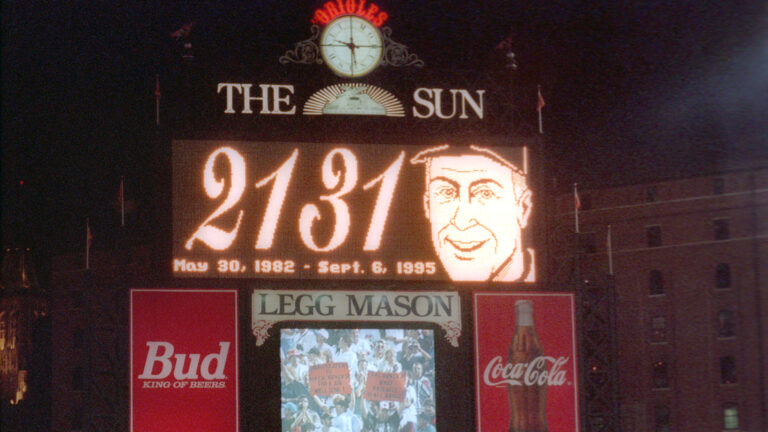 ORIOLES
THE SUN
2131
May 30, 1982 - Sept. 6, 1995
LEGG MASON
Bud
KING OF BEERS.
Coca-Cola